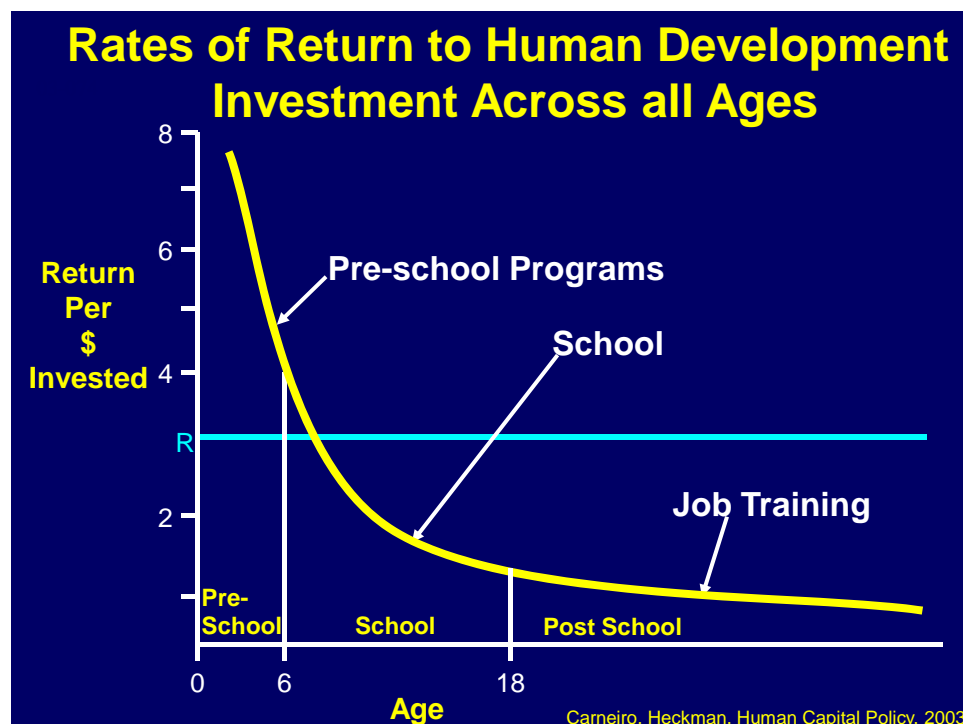 Rates of Return to Human Development
Investment Across all Ages
8
6
Return
Per
$
Invested
4
R
2
Pre-school Programs
School
Job Training
Pre-
School
School
Post School
0
6
18
Age
Carneiro, Heckman, Human Capital Policy, 2003